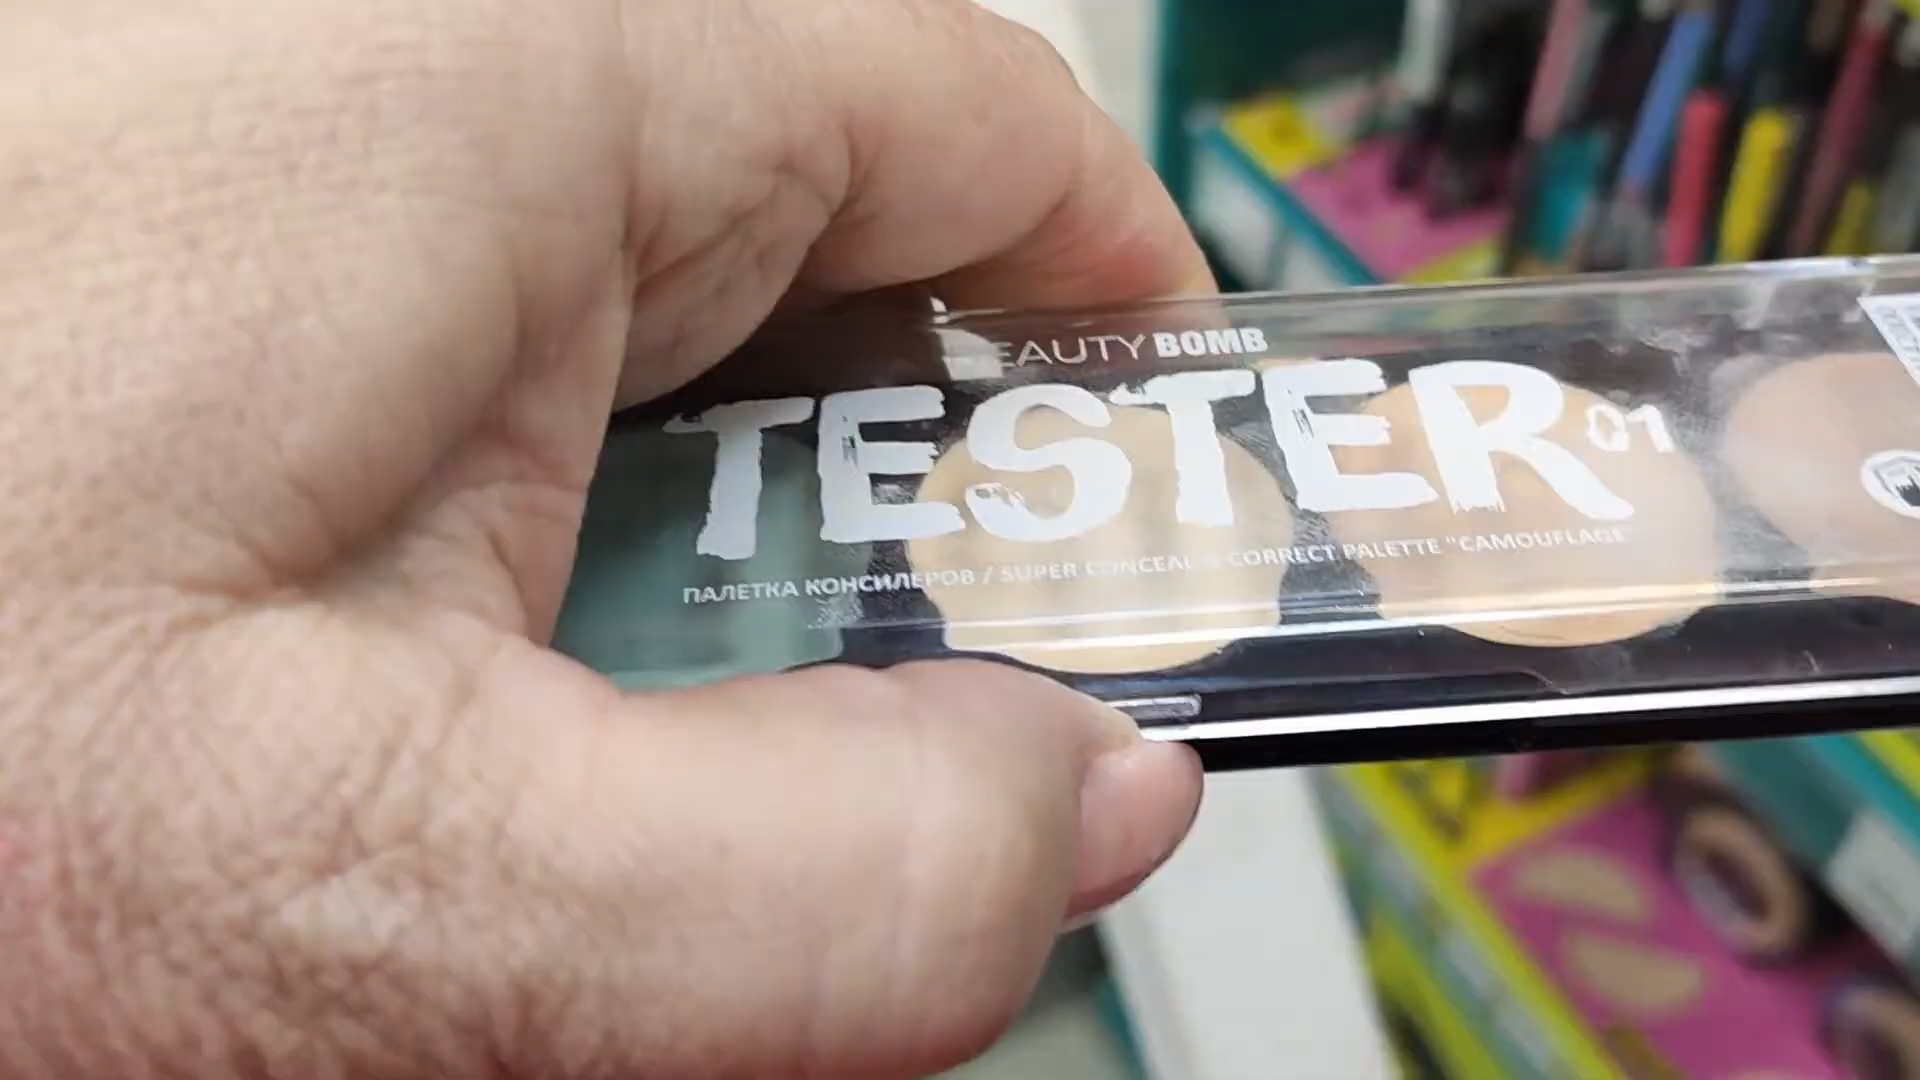 BEAUTY BOMB
TESTER 01
ПАЛЕТКА КОНСИЛЕРОВ / SUPER CONCEAL & CORRECT PALETTE "CAMOUFLAGE"